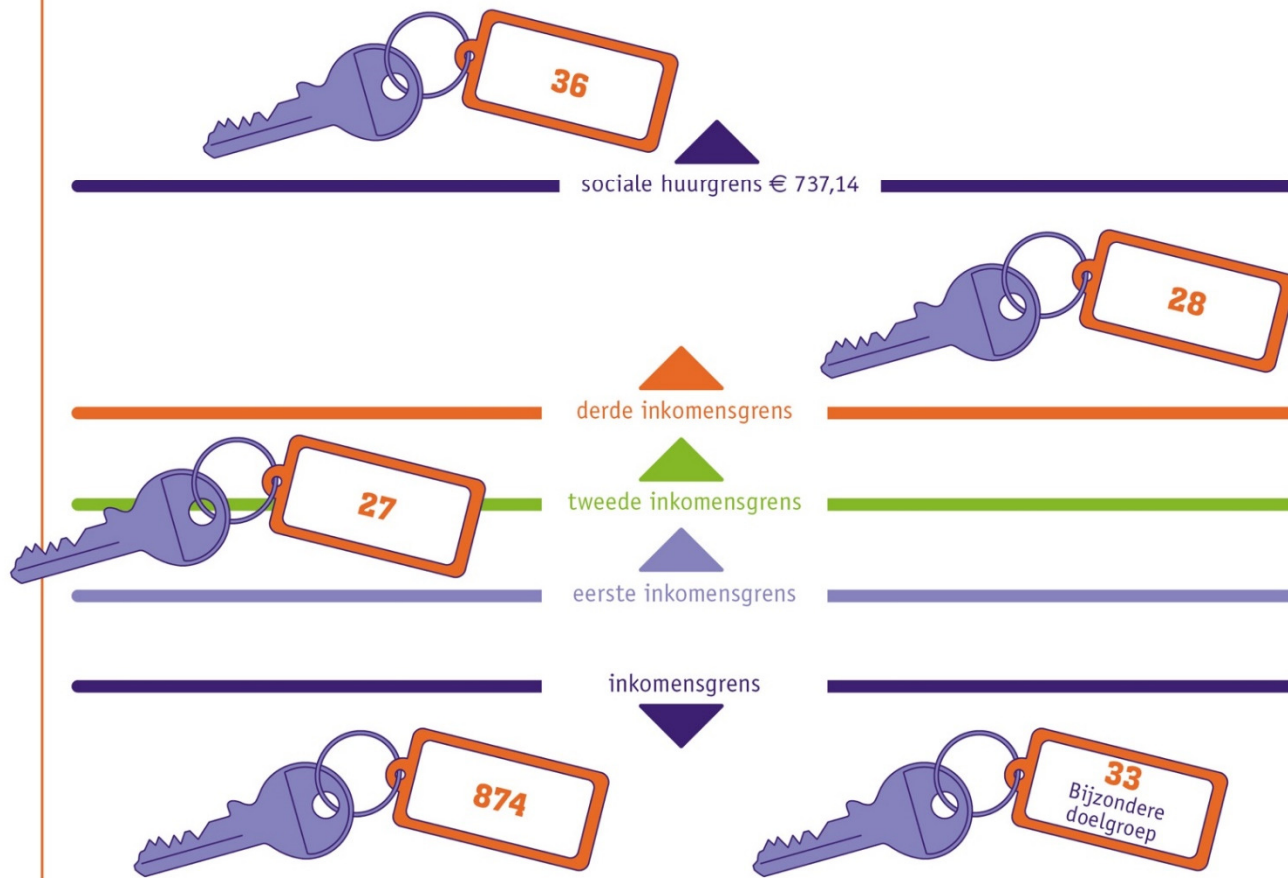 36
sociale huurgrens € 737,14
28
derde inkomensgrens
27
tweede inkomensgrens
eerste inkomensgrens
inkomensgrens
874
33
Bijzondere
doelgroep